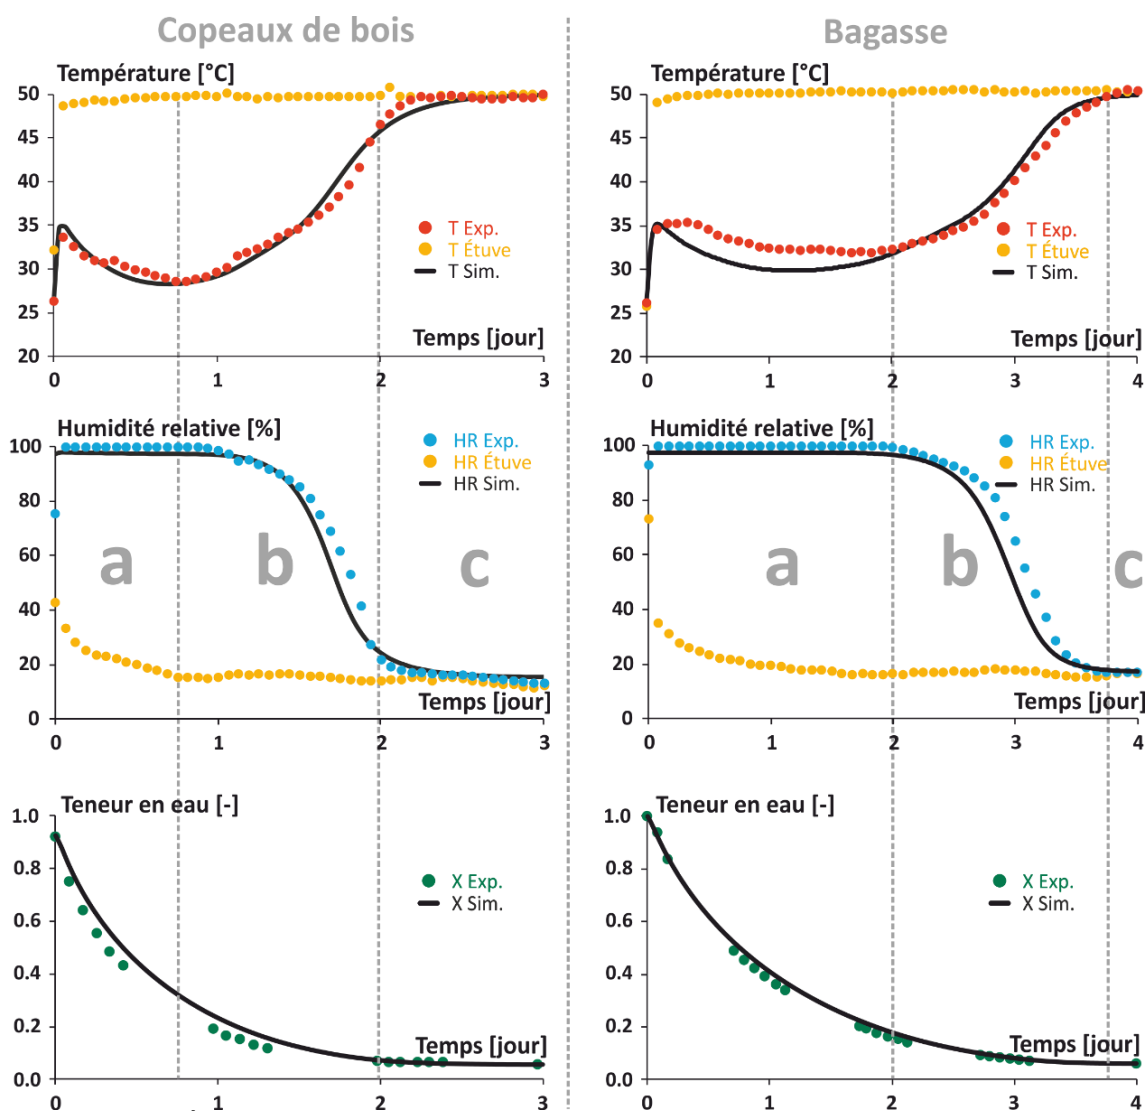 Copeaux de bois
Bagasse
Température [°C]
50
45
40
35
30
25
20
T Exp.
T Étuve
T Sim.
Temps [jour]
0 1 2 3
Température [°C]
50
45
40
35
30
25
20
T Exp.
T Étuve
T Sim.
Temps [jour]
0 1 2 3 4
Humidité relative [%]
100
80
60
40
20
0
HR Exp.
HR Étuve
HR Sim.
a b c
Temps [jour]
0 1 2 3
Humidité relative [%]
100
80
60
40
20
0
HR Exp.
HR Étuve
HR Sim.
a b c
Temps [jour]
0 1 2 3 4
Teneur en eau [-]
1.0
0.8
0.6
0.4
0.2
0.0
X Exp.
X Sim.
Temps [jour]
0 1 2 3
Teneur en eau [-]
1.0
0.8
0.6
0.4
0.2
0.0
X Exp.
X Sim.
Temps [jour]
0 1 2 3 4